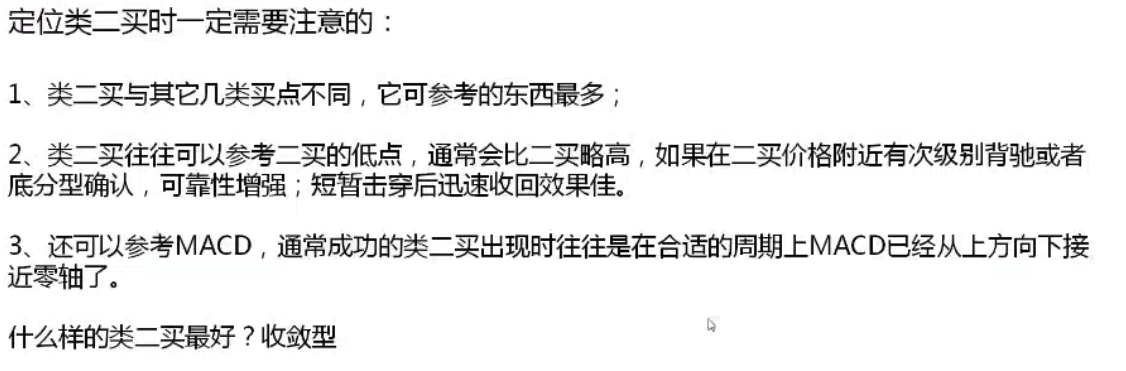 定位类二买时一定需要注意的：
1、类二买与其它几类买点不同，它可参考的东西最多；
2、类二买往往可以参考二买的低点，通常会比二买略高，如果在二买价格附近有次级别背驰或者
底分型确认，可靠性增强；短暂击穿后迅速收回效果佳。
3、还可以参考MACD，通常成功的类二买出现时往往是在合适的周期上MACD已经从上方向下接
近零轴了。
什么样的类二买最好？收敛型